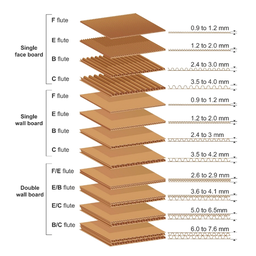 F flute 0.9 to 1.2 mm
E flute 1.2 to 2.0 mm
Single
face board
B flute 2.4 to 3.0 mm
C flute 3.5 to 4.0 mm
F flute 0.9 to 1.2 mm
E flute 1.2 to 2.0 mm
Single
wall board
B flute 2.4 to 3 mm
C flute 3.5 to 4.2 mm
F/E flute 2.6 to 2.9 mm
E/B flute 3.6 to 4.1 mm
Double
wall board
E/C flute 5.0 to 6.5mm
B/C flute 6.0 to 7.6 mm